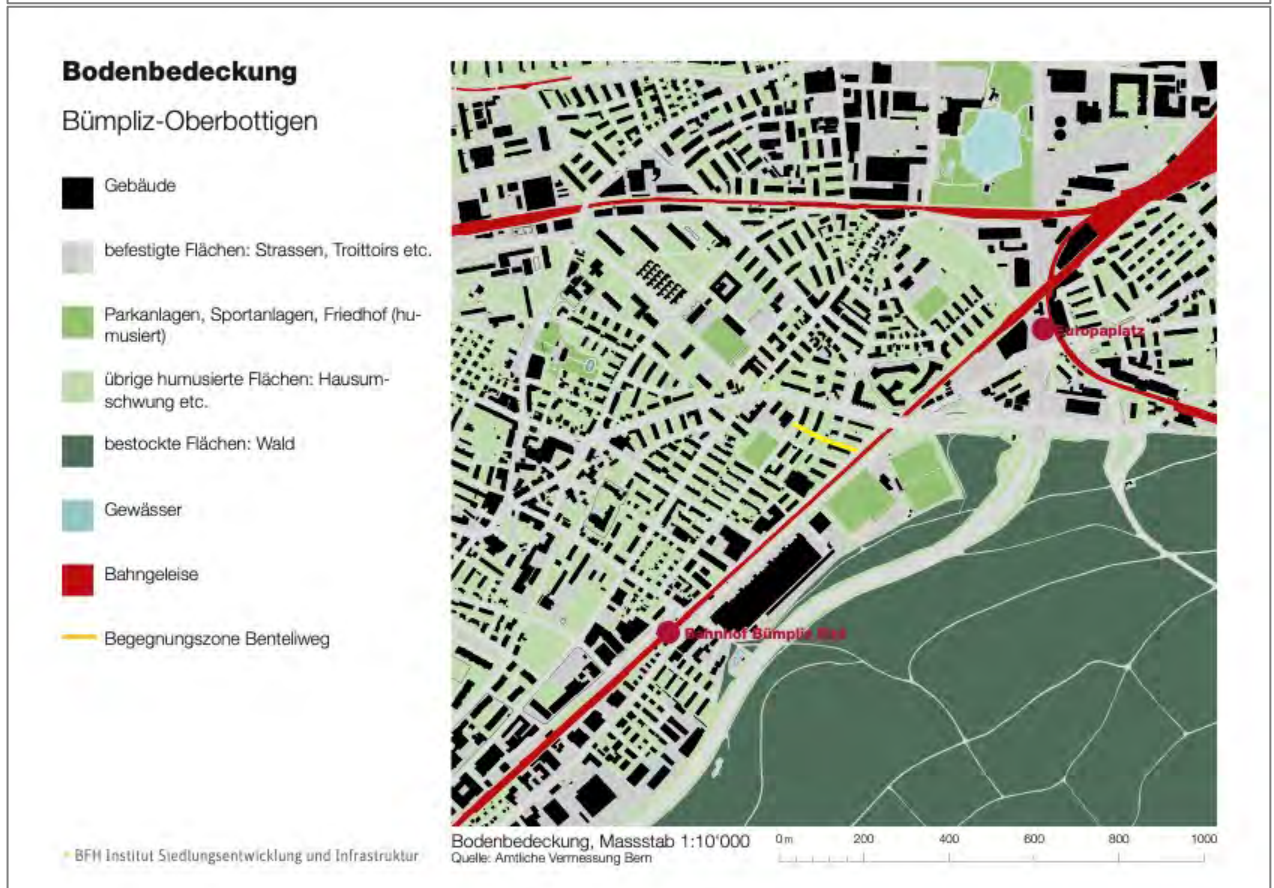 Bodenbedeckung
Bümpliz-Oberbottigen
Gebäude
befestigte Flächen: Strassen, Troittoirs etc.
Parkanlagen, Sportanlagen, Friedhof (hu-
musiert)
übrige humusierte Flächen: Hausum-
schwung etc.
bestockte Flächen: Wald
Gewässer
Bahngeleise
Begegnungszone Benteliweg
Europaplatz
Bahnhof Bümpliz Süd
Bodenbedeckung, Massstab 1:10'000
Quelle: Amtliche Vermessung Bern
0 m 200 400 600 800 1000
BFH Institut Siedlungsentwicklung und Infrastruktur